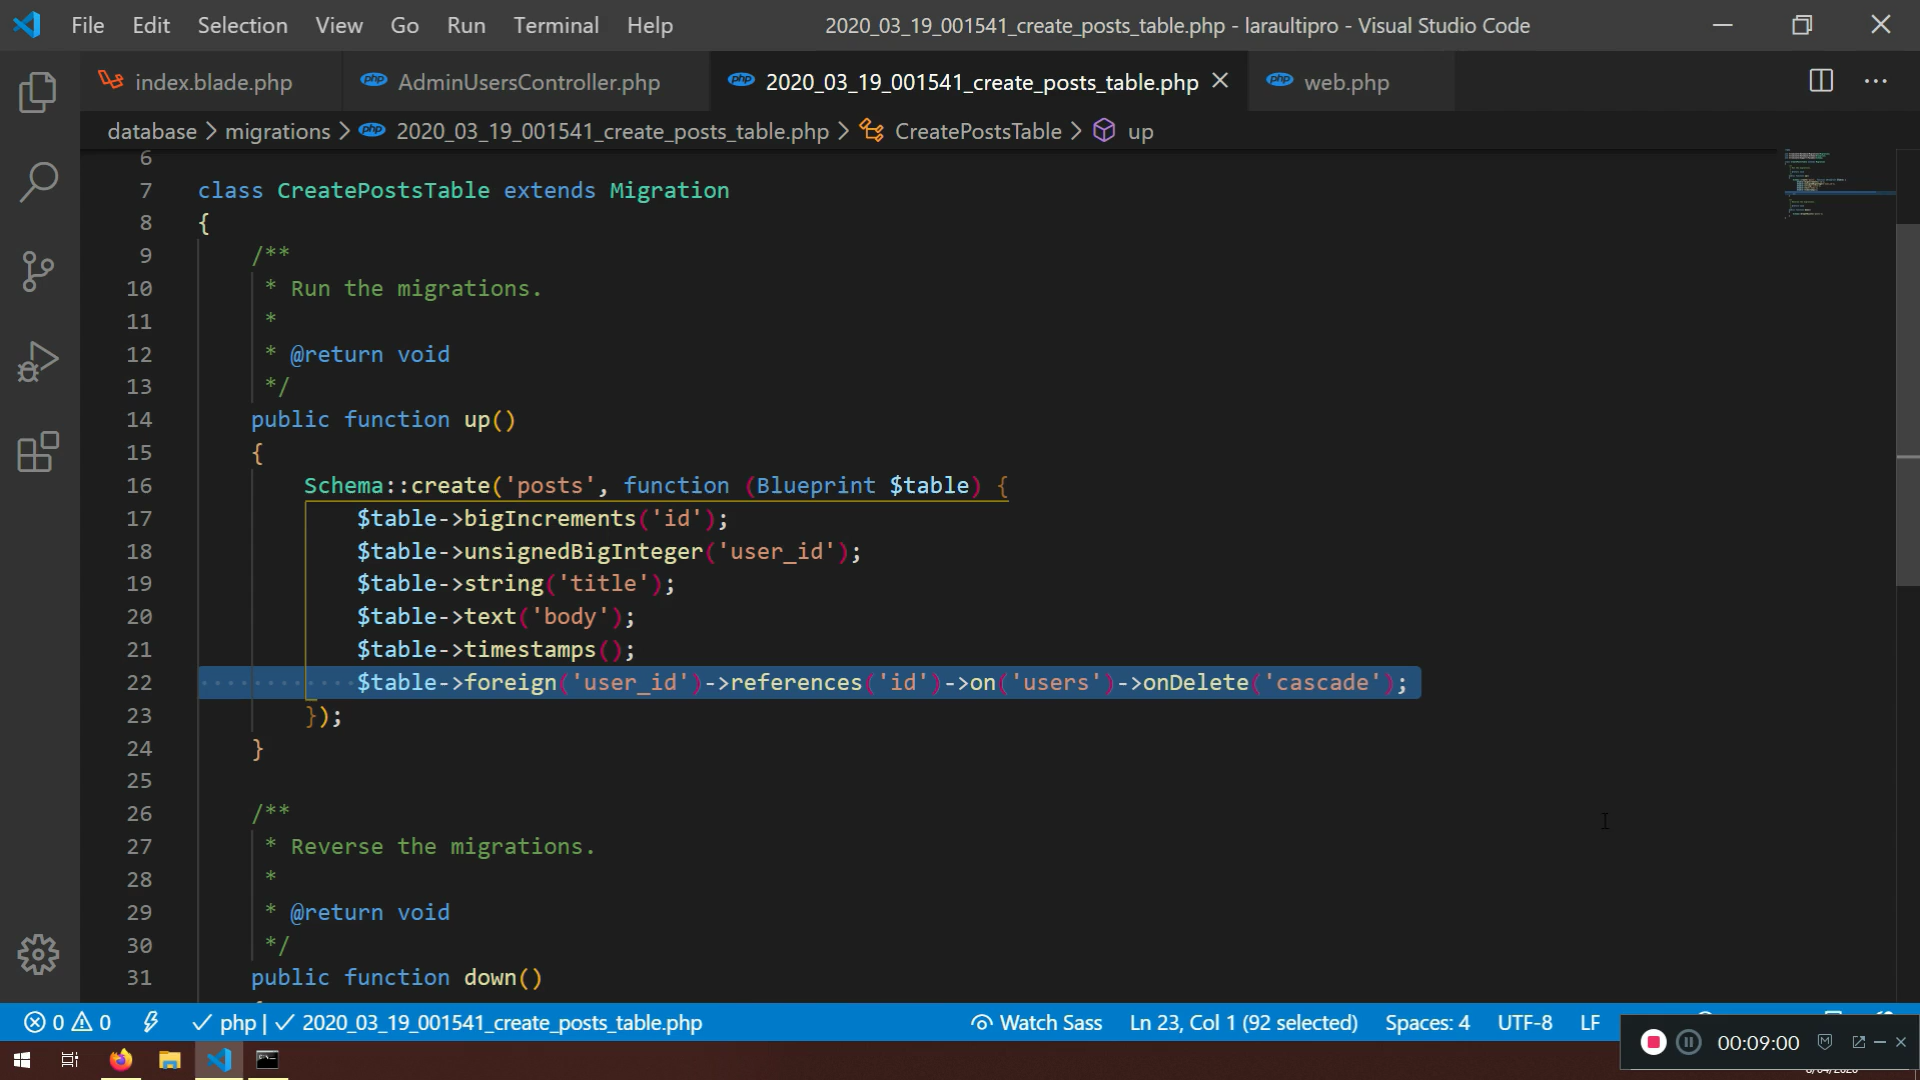 File Edit Selection View Go Run Terminal Help 2020_03_19_001541_create_posts_table.php - laraultipro - Visual Studio Code
index.blade.php php AdminUsersController.php php 2020_03_19_001541_create_posts_table.php php web.php
database > migrations > php 2020_03_19_001541_create_posts_table.php > CreatePostsTable > up
6
7 class CreatePostsTable extends Migration
8 {
9 /**
10 * Run the migrations.
11 *
12 * @return void
13 */
14 public function up()
15 {
16 Schema::create('posts', function (Blueprint $table) {
17 $table->bigIncrements('id');
18 $table->unsignedBigInteger('user_id');
19 $table->string('title');
20 $table->text('body');
21 $table->timestamps();
22 $table->foreign('user_id')->references('id')->on('users')->onDelete('cascade');
23 });
24 }
25
26 /**
27 * Reverse the migrations.
28 *
29 * @return void
30 */
31 public function down()
0 0 php | 2020_03_19_001541_create_posts_table.php Watch Sass Ln 23, Col 1 (92 selected) Spaces: 4 UTF-8 LF
00:09:00